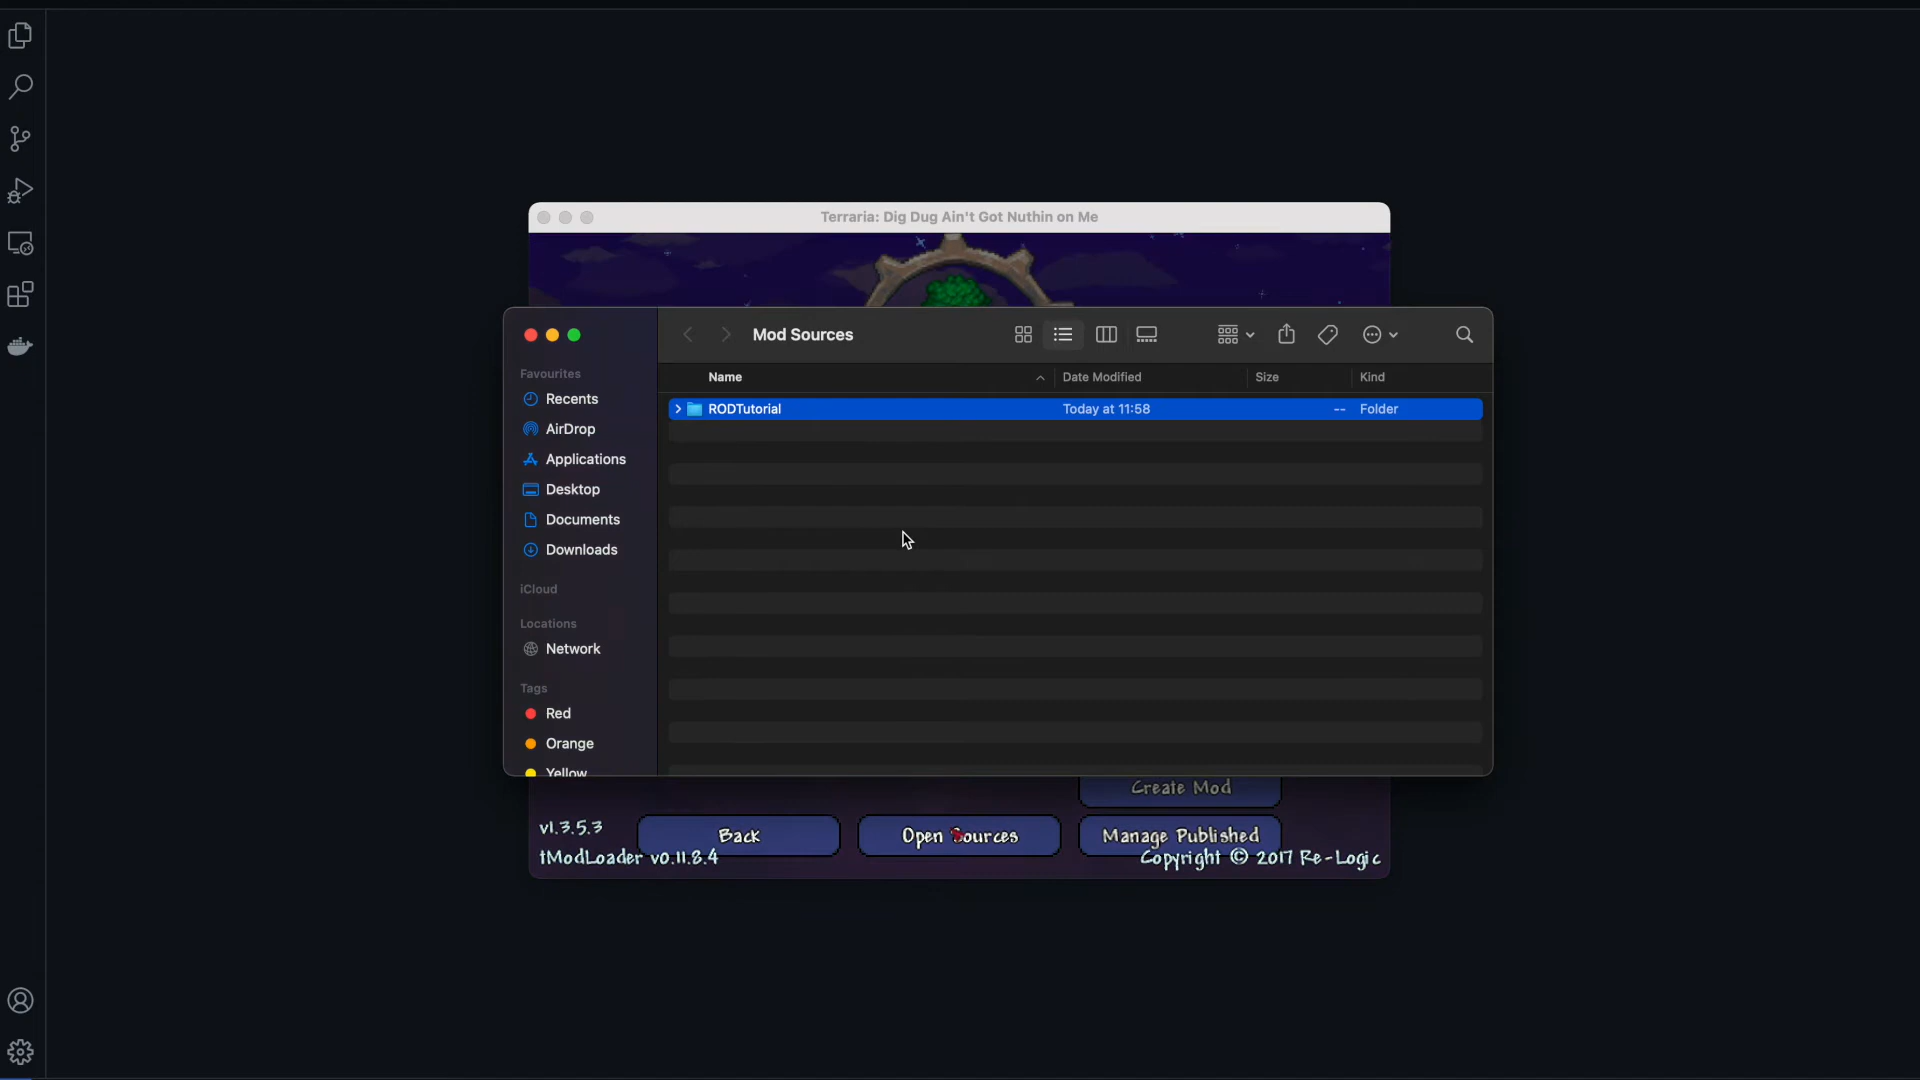 Terraria: Dig Dug Ain't Got Nuthin on Me
Mod Sources
Favourites
Recents
AirDrop
Applications
Desktop
Documents
Downloads
iCloud
Locations
Network
Tags
Red
Orange
Yellow
Name Date Modified Size Kind
RODTutorial Today at 11:58 -- Folder
Create Mod
v1.3.5.3 Back Open Sources Manage Published
tModLoader v0.11.8.4 Copyright © 2017 Re-Logic